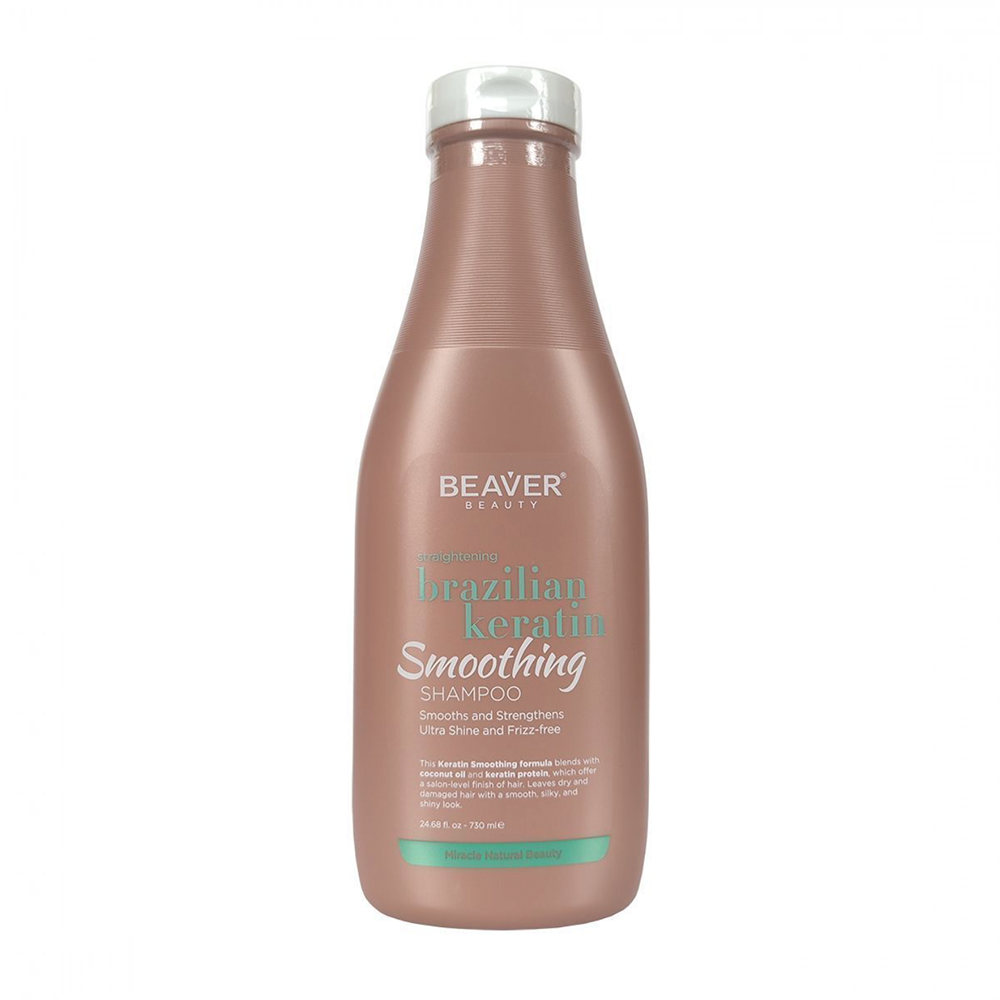 BEAVER®
BEAUTY
straightening
brazilian
keratin
Smoothing
SHAMPOO
Smooths and Strengthens
Ultra Shine and Frizz-free
This Keratin Smoothing formula blends with
coconut oil and keratin protein, which offer
a salon-level finish of hair. Leaves dry and
damaged hair with a smooth, silky, and
shiny look.
24.68 fl. oz - 730 ml℮
Miracle Natural Beauty